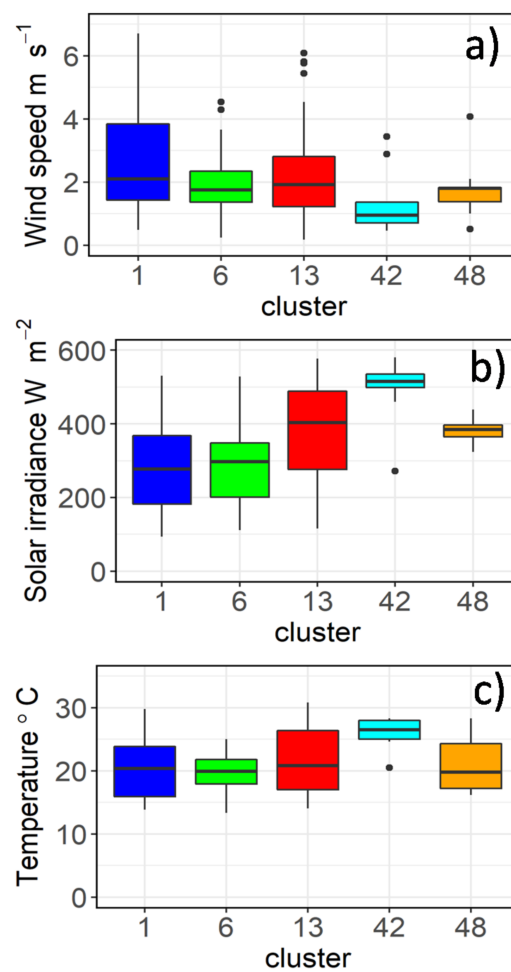 a)
Wind speed m s⁻¹
6
4
2
0
1 6 13 42 48
cluster
b)
Solar irradiance W m⁻²
600
400
200
0
1 6 13 42 48
cluster
c)
Temperature ° C
30
20
10
0
1 6 13 42 48
cluster